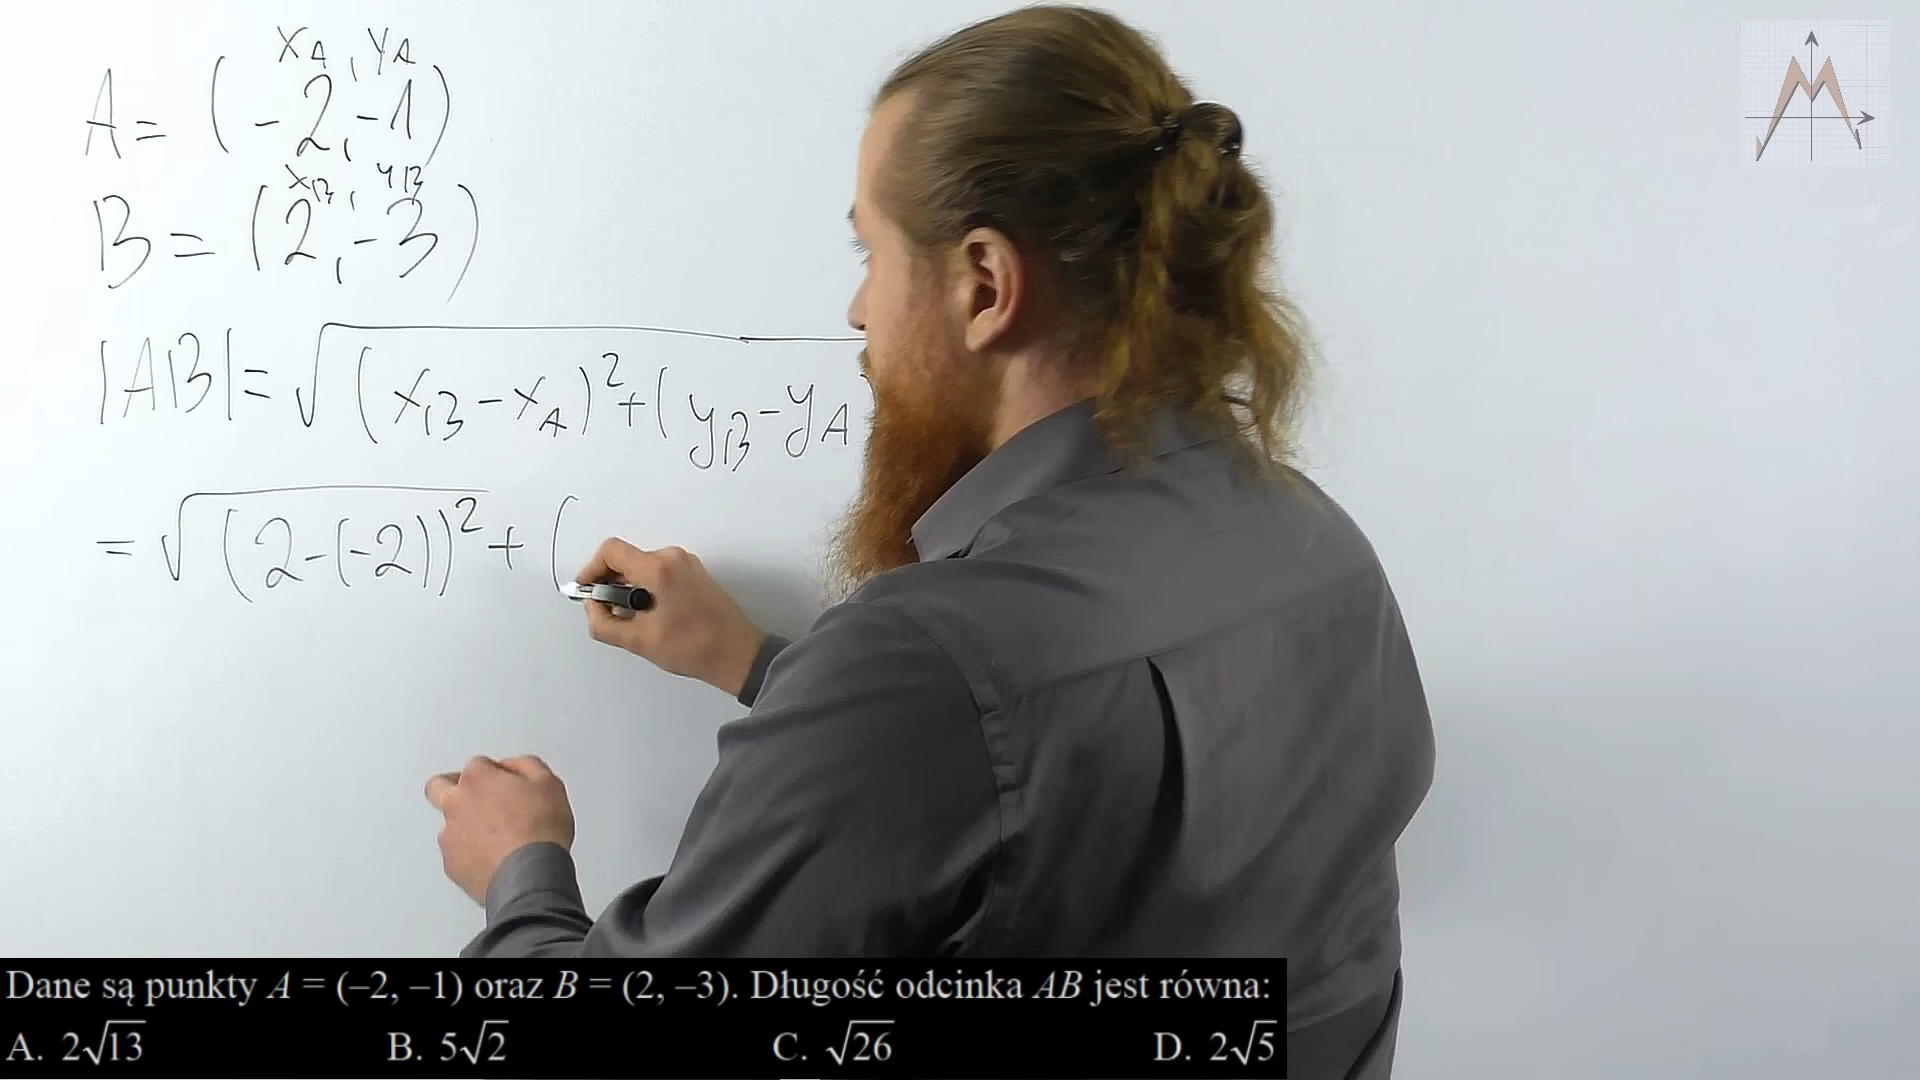 x_A, y_A
A = (-2, -1)
x_B, y_B
B = (2, -3)
|AB| = √(x_B - x_A)² + (y_B - y_A
= √(2-(-2))² + (
Dane są punkty A = (–2, –1) oraz B = (2, –3). Długość odcinka AB jest równa:
A. 2√13 B. 5√2 C. √26 D. 2√5